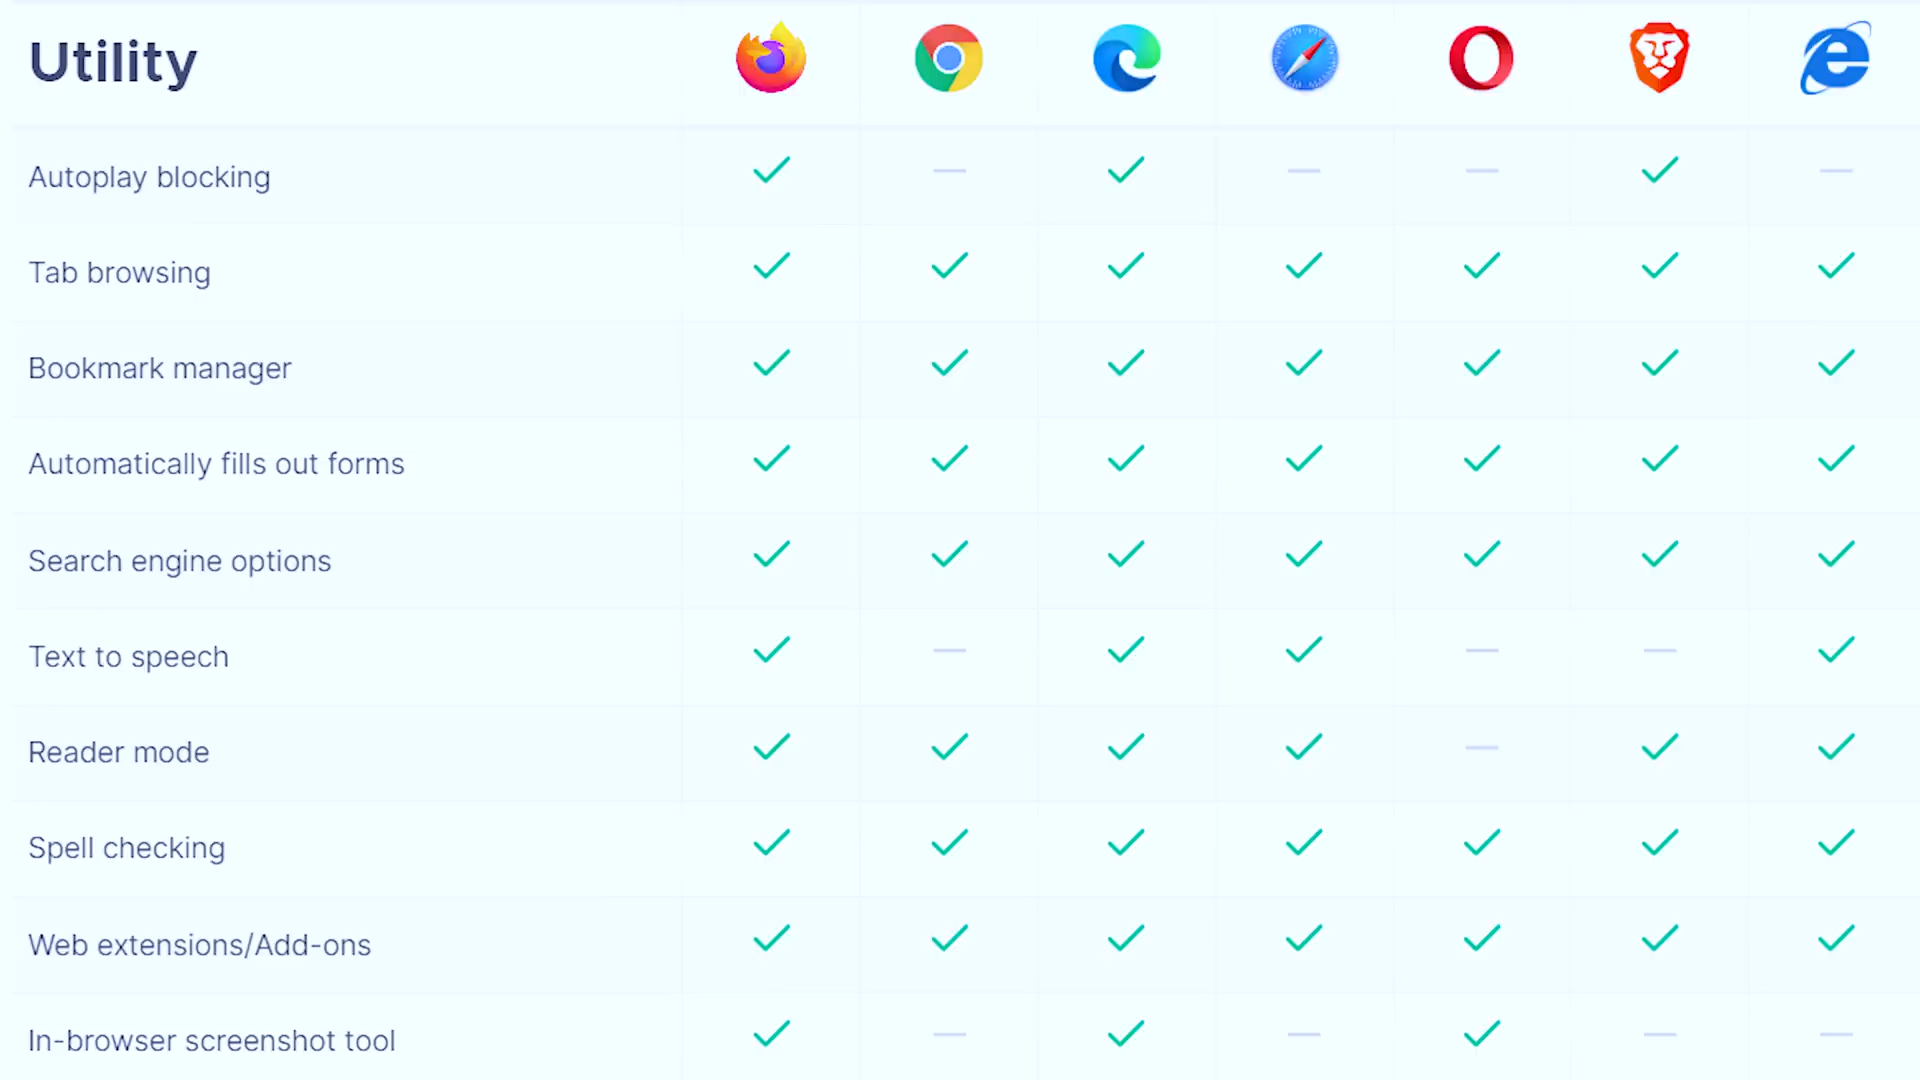 Utility
Autoplay blocking
Tab browsing
Bookmark manager
Automatically fills out forms
Search engine options
Text to speech
Reader mode
Spell checking
Web extensions/Add-ons
In-browser screenshot tool